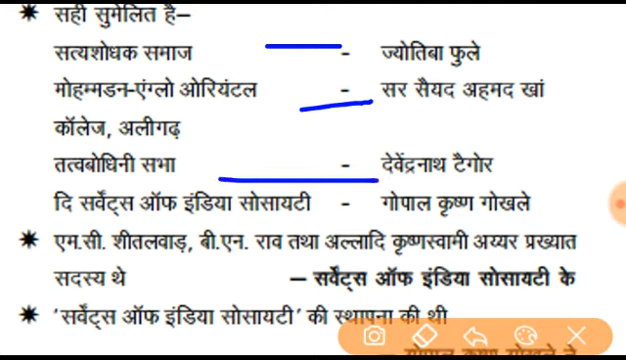 * सही सुमेलित है–
सत्यशोधक समाज - ज्योतिबा फुले
मोहम्मडन-एंग्लो ओरियंटल - सर सैयद अहमद खां
कॉलेज, अलीगढ़
तत्वबोधिनी सभा - देवेंद्रनाथ टैगोर
दि सर्वेंट्स ऑफ इंडिया सोसायटी - गोपाल कृष्ण गोखले
* एम.सी. शीतलवाड़, बी.एन. राव तथा अल्लादि कृष्णस्वामी अय्यर प्रख्यात
सदस्य थे – सर्वेंट्स ऑफ इंडिया सोसायटी के
* 'सर्वेंट्स ऑफ इंडिया सोसायटी' की स्थापना की थी
– गोपाल कृष्ण गोखले ने